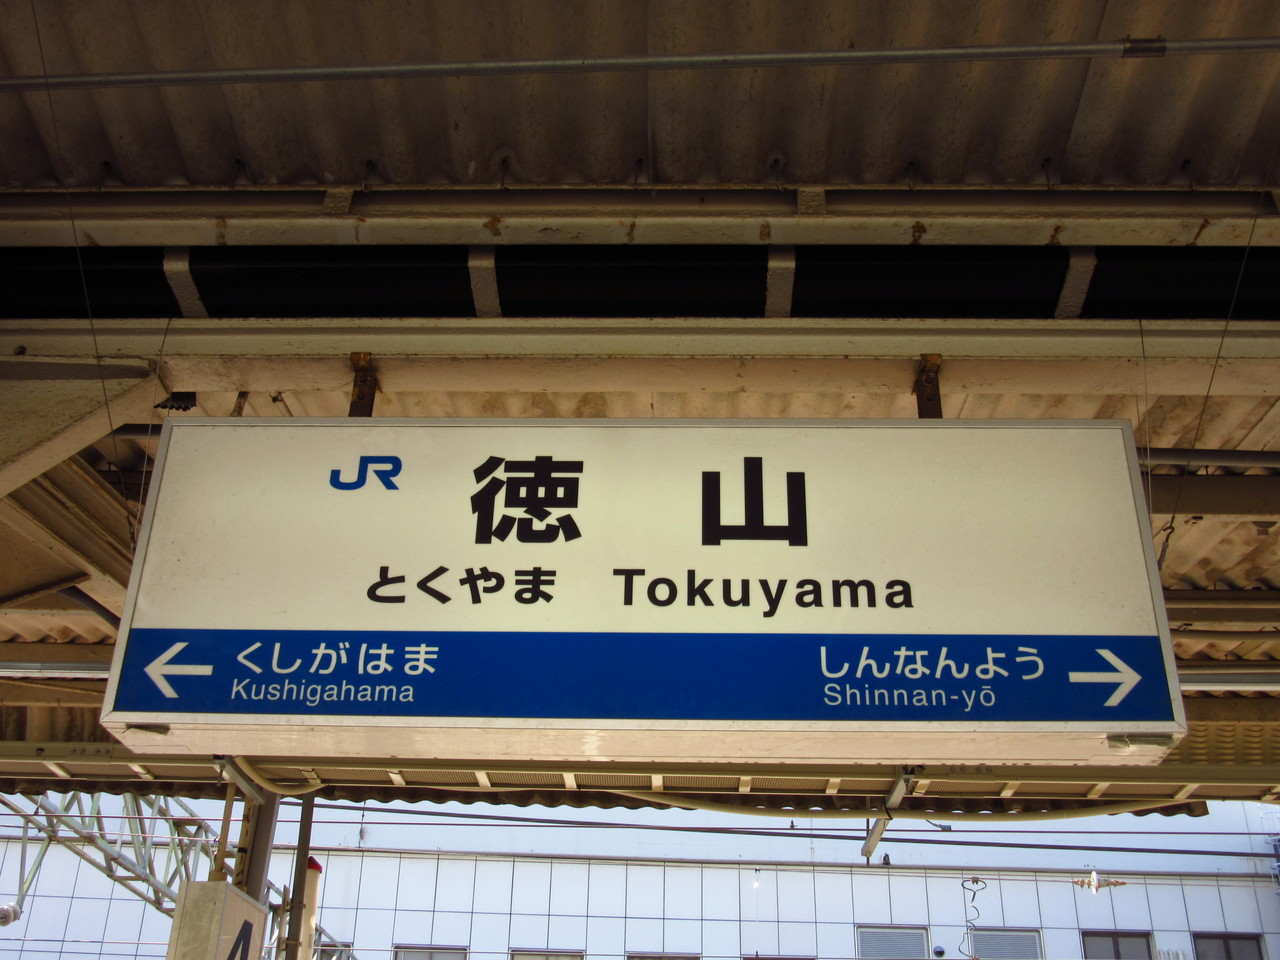 JR 徳山
とくやま Tokuyama
くしがはま
Kushigahama
しんなんよう
Shinnan-yō
4